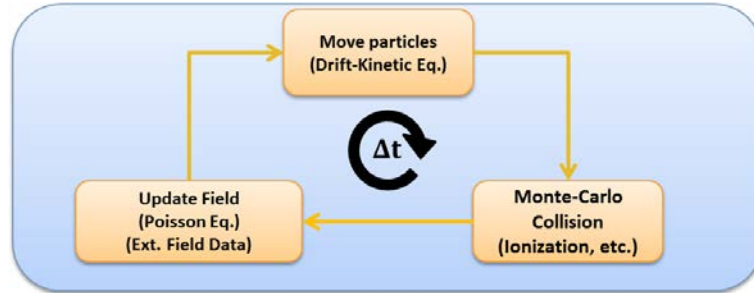 Move particles
(Drift-Kinetic Eq.)
Δt
Update Field
(Poisson Eq.)
(Ext. Field Data)
Monte-Carlo
Collision
(Ionization, etc.)